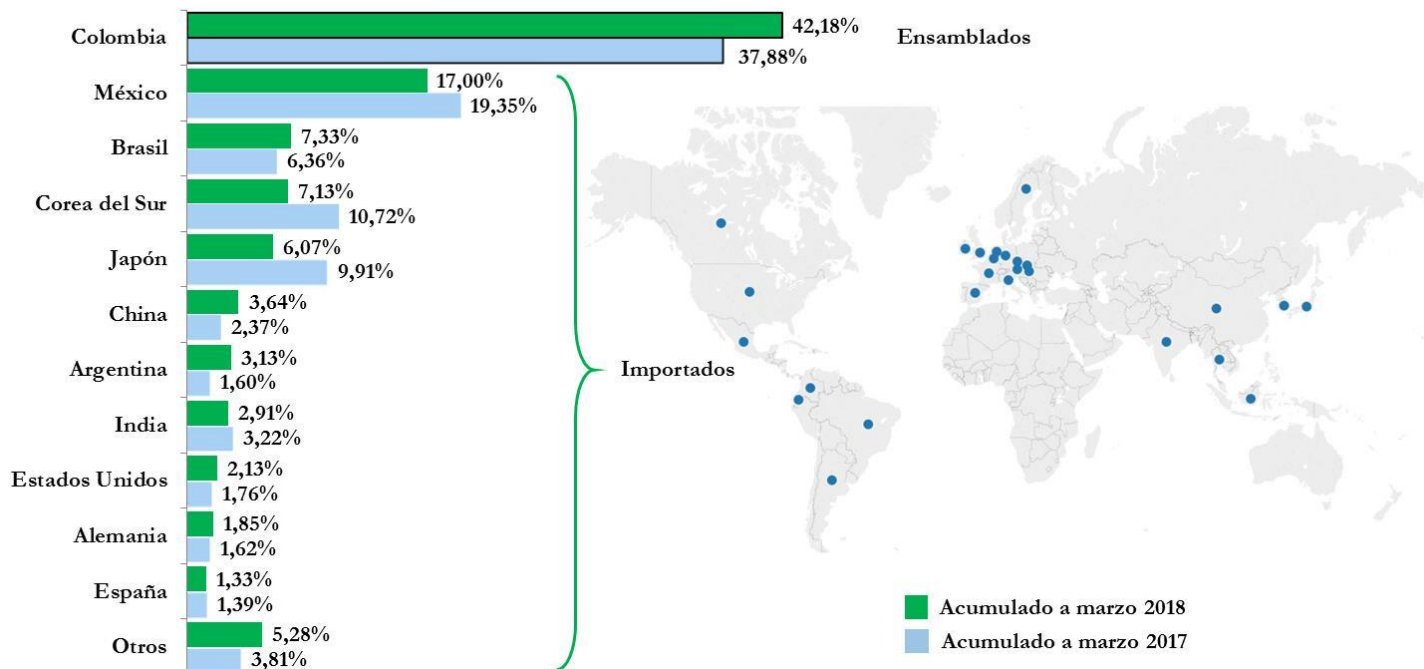 Colombia
42,18%
37,88%
Ensamblados
México
17,00%
19,35%
Brasil
7,33%
6,36%
Corea del Sur
7,13%
10,72%
Japón
6,07%
9,91%
China
3,64%
2,37%
Argentina
3,13%
1,60%
Importados
India
2,91%
3,22%
Estados Unidos
2,13%
1,76%
Alemania
1,85%
1,62%
España
1,33%
1,39%
Otros
5,28%
3,81%
Acumulado a marzo 2018
Acumulado a marzo 2017